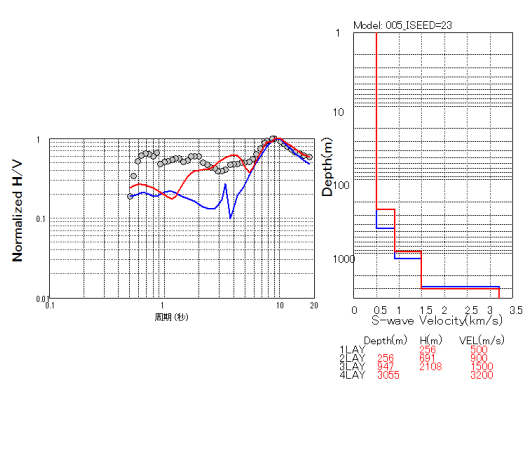 Model: 005_ISEED=23
Normalized H/V
1
0.1
0.01
0.1
1
10
20
周期(秒)
Depth(m)
1
10
100
1000
0
0.5
1
1.5
2
2.5
3
3.5
S-wave Velocity(km/s)
Depth(m) H(m) VEL(m/s)
1LAY 256 500
2LAY 256 691 900
3LAY 947 2108 1500
4LAY 3055 3200